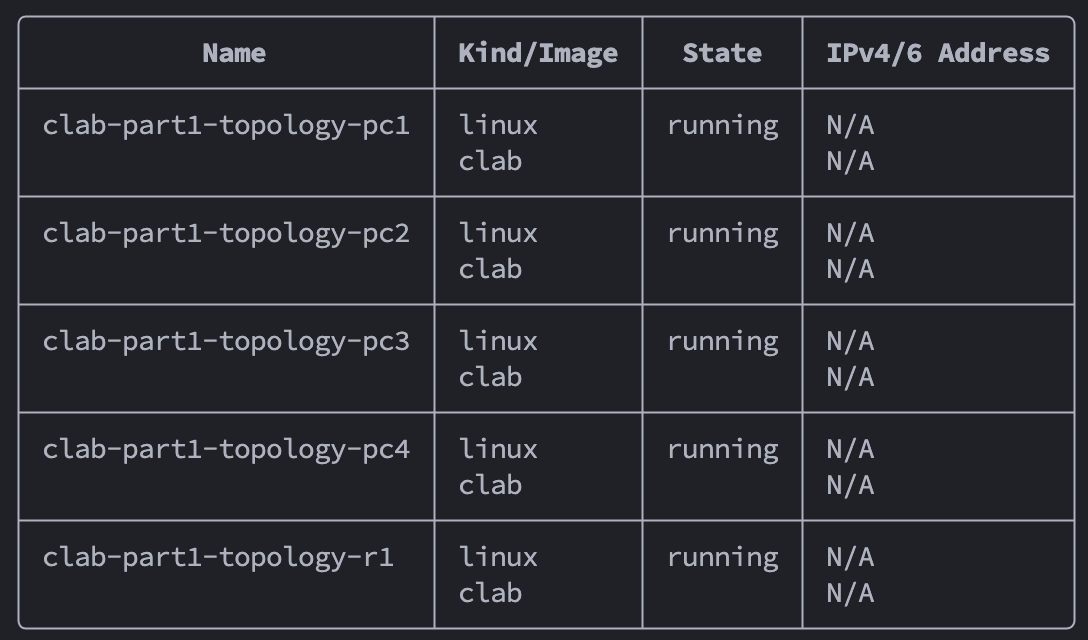 Name Kind/Image State IPv4/6 Address
clab-part1-topology-pc1 linux running N/A
clab N/A
clab-part1-topology-pc2 linux running N/A
clab N/A
clab-part1-topology-pc3 linux running N/A
clab N/A
clab-part1-topology-pc4 linux running N/A
clab N/A
clab-part1-topology-r1 linux running N/A
clab N/A